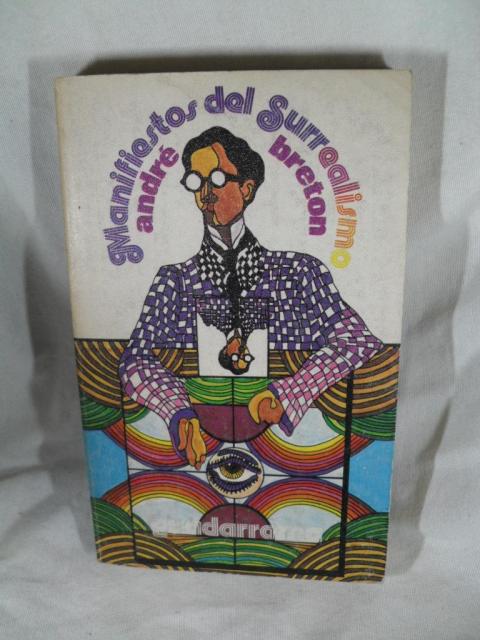 Manifiestos del Surrealismo
andré breton
guadarrama